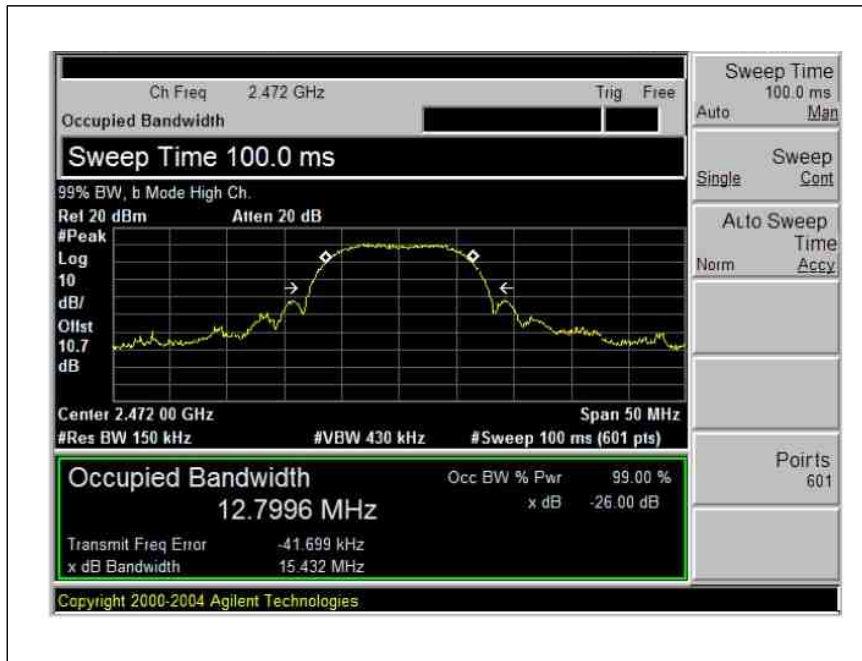 Ch Freq 2.472 GHz Trig Free
Occupied Bandwidth
Sweep Time 100.0 ms
99% BW, b Mode High Ch.
Ref 20 dBm Atten 20 dB
#Peak
Log
10
dB/
Offst
10.7
dB
Center 2.472 00 GHz Span 50 MHz
#Res BW 150 kHz #VBW 430 kHz #Sweep 100 ms (601 pts)
Occupied Bandwidth
12.7996 MHz
Occ BW % Pwr 99.00 %
x dB -26.00 dB
Transmit Freq Error -41.699 kHz
x dB Bandwidth 15.432 MHz
Copyright 2000-2004 Agilent Technologies
Sweep Time
100.0 ms
Auto Man
Sweep
Single Cont
Auto Sweep
Time
Norm Accy
Points
601